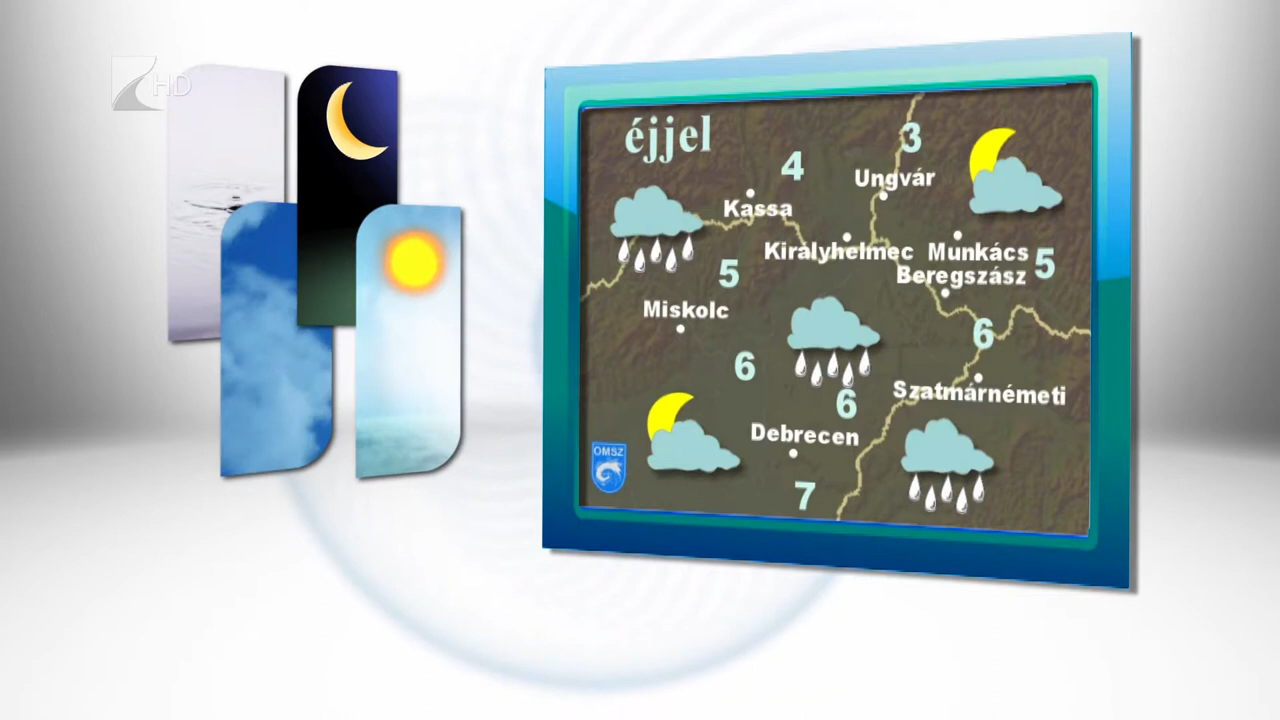 HD
éjjel
3
4
Ungvár
Kassa
Királyhelmec
Munkács
5
Beregszász
5
Miskolc
6
6
Szatmárnémeti
6
Debrecen
OMSZ
7